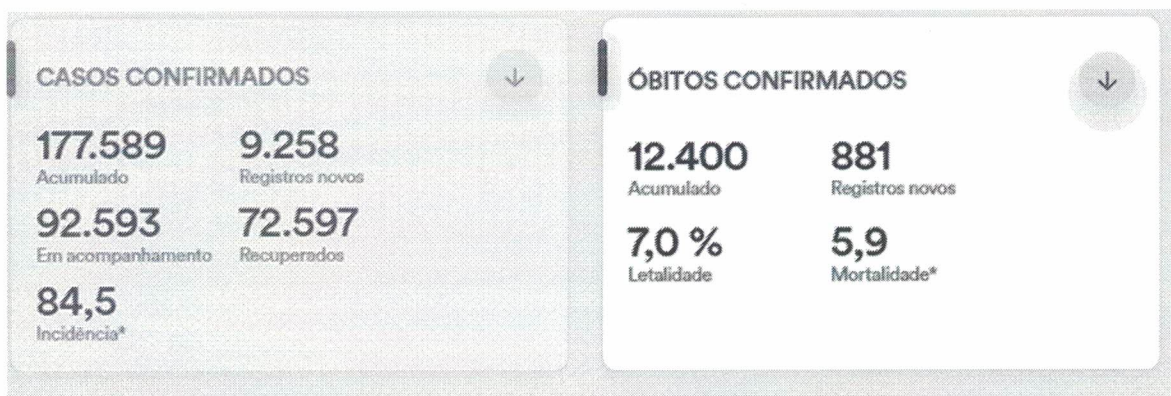 CASOS CONFIRMADOS
177.589 9.258
Acumulado Registros novos
92.593 72.597
Em acompanhamento Recuperados
84,5
Incidência*
ÓBITOS CONFIRMADOS
12.400 881
Acumulado Registros novos
7,0 % 5,9
Letalidade Mortalidade*